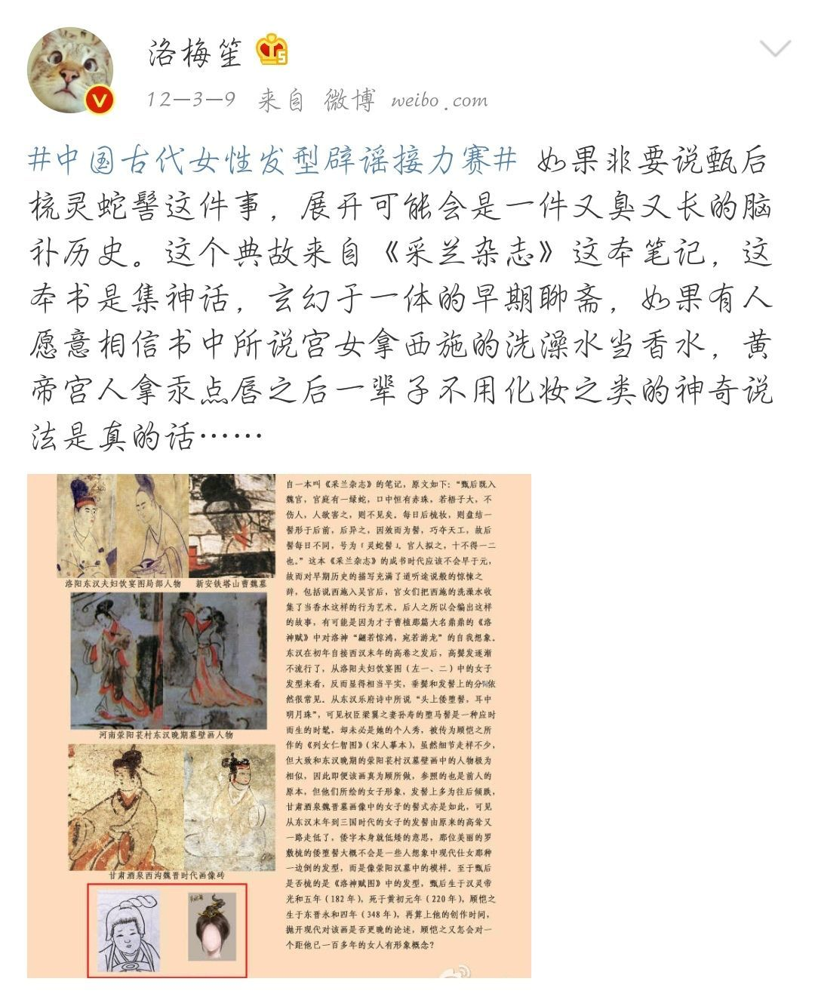 洛梅笙
5
V
12-3-9 来自 微博 weibo.com
#中国古代女性发型辟谣接力赛# 如果非要说甄后
梳灵蛇髻这件事，展开可能会是一件又臭又长的脑
补历史。这个典故来自《采兰杂志》这本笔记，这
本书是集神话，玄幻于一体的早期聊斋，如果有人
愿意相信书中所说宫女拿西施的洗澡水当香水，黄
帝宫人拿汞点唇之后一辈子不用化妆之类的神奇说
法是真的话……
洛阳东汉夫妇饮宴图局部人物 新安铁塔山曹魏墓
河南荥阳苌村东汉晚期墓壁画人物
甘肃酒泉西沟魏晋时代画像砖
自一本叫《采兰杂志》的笔记，原文如下：“甄后既入
魏宫，宫庭有一绿蛇，口中恒有赤珠，若梧子大，不
伤人，人欲害之，则不见矣。每日后梳妆，则盘结一
髻形于后前，后异之，因效而为髻，巧夺天工，故后
髻每日不同，号为「灵蛇髻」。宫人拟之，十不得一二
也。”这本《采兰杂志》的成书时代应该不会早于元，
故而对早期历史的描写充满了道听途说般的惊悚之
辞，包括说西施入吴宫后，宫女们把西施的洗澡水收
集了当香水这样的行为艺术。后人之所以会编出这样
的故事，有可能是因为才子曹植那篇大名鼎鼎的《洛
神赋》中对洛神“翩若惊鸿，宛若游龙”的自我想象。
东汉在初年自接西汉末年的高卷之发后，高鬓发逐渐
不流行了，从洛阳夫妇饮宴图（左一、二）中的女子
发型来看，反而显得相当平实，垂鬓和发髻上的分髾依
然很常见。从东汉乐府诗中所说“头上倭堕髻，耳中
明月珠”，可见权臣梁翼之妻孙寿的堕马髻是一种应时
而生的时髦，却未必是她的个人秀，被传为顾恺之所
作的《列女仁智图》（宋人摹本），虽然细节走样不少，
但大致和东汉晚期的荥阳苌村汉墓壁画中的人物极为
相似，因此即便该画真为顾所做，参照的也是前人的
原本，但他们所绘的女子形象，发髻上多为往后倾跌，
甘肃酒泉魏晋墓画像中的女子的髻式亦是如此，可见
从东汉末年到三国时代的女子的发髻由原来的高耸又
一路走低了，倭字本身就低矮的意思，那位美丽的罗
敷梳的倭堕髻大概不会是一些人想象中现代仕女那种
一边倒的发型，而是像荥阳汉墓中的模样。至于甄后
是否梳的是《洛神赋图》中的发型，甄后生于汉灵帝
光和五年（182年），死于黄初元年（220年），顾恺之
生于东晋永和四年（348年），再算上他的创作时间，
抛开现代对该画是否更晚的论述，顾恺之又怎会对一
个距他已一百多年的女人有形象概念？